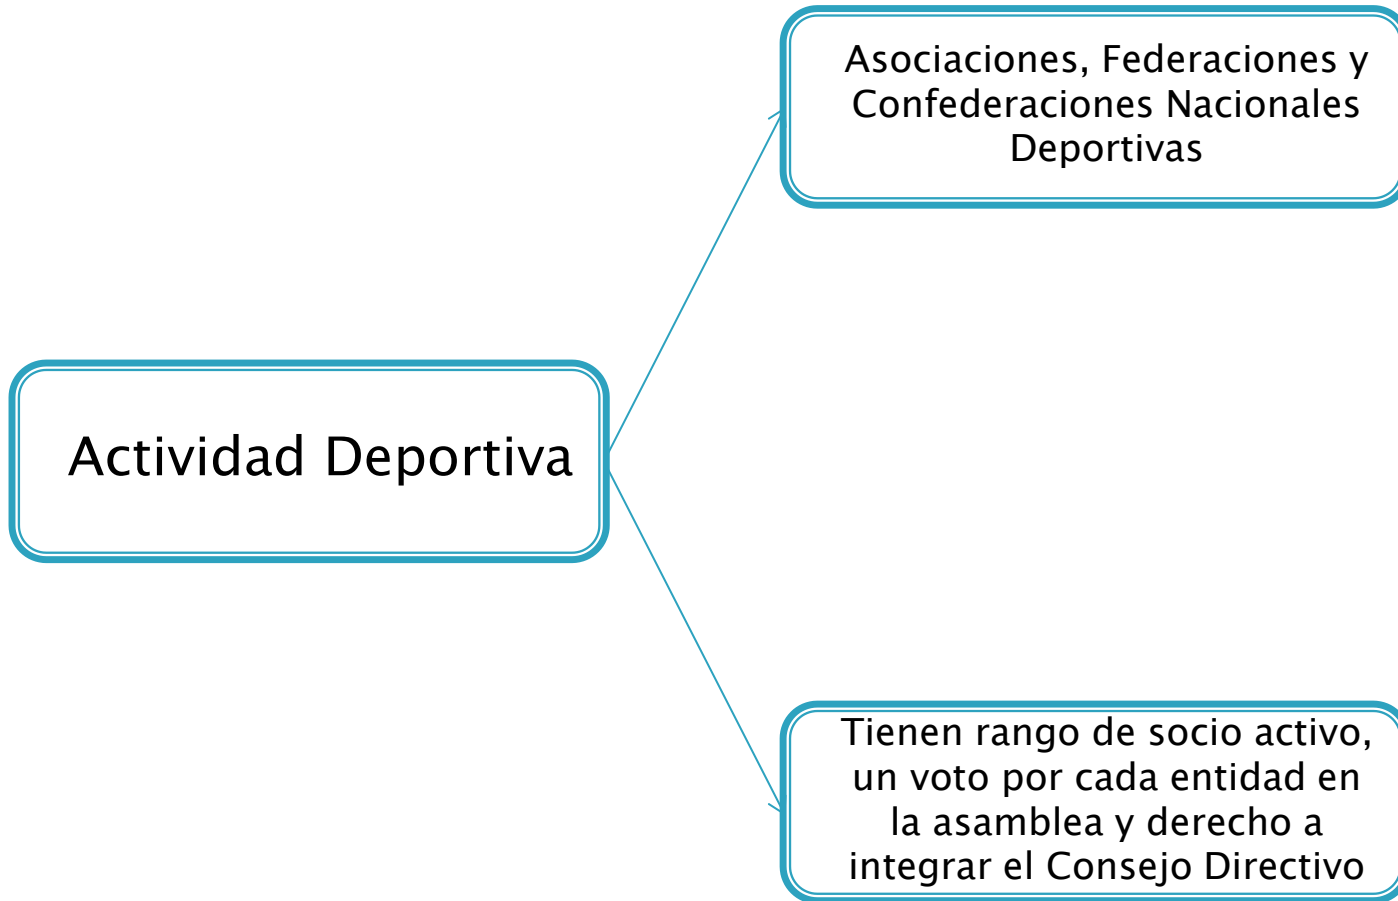 Asociaciones, Federaciones y
Confederaciones Nacionales
Deportivas
Actividad Deportiva
Tienen rango de socio activo,
un voto por cada entidad en
la asamblea y derecho a
integrar el Consejo Directivo